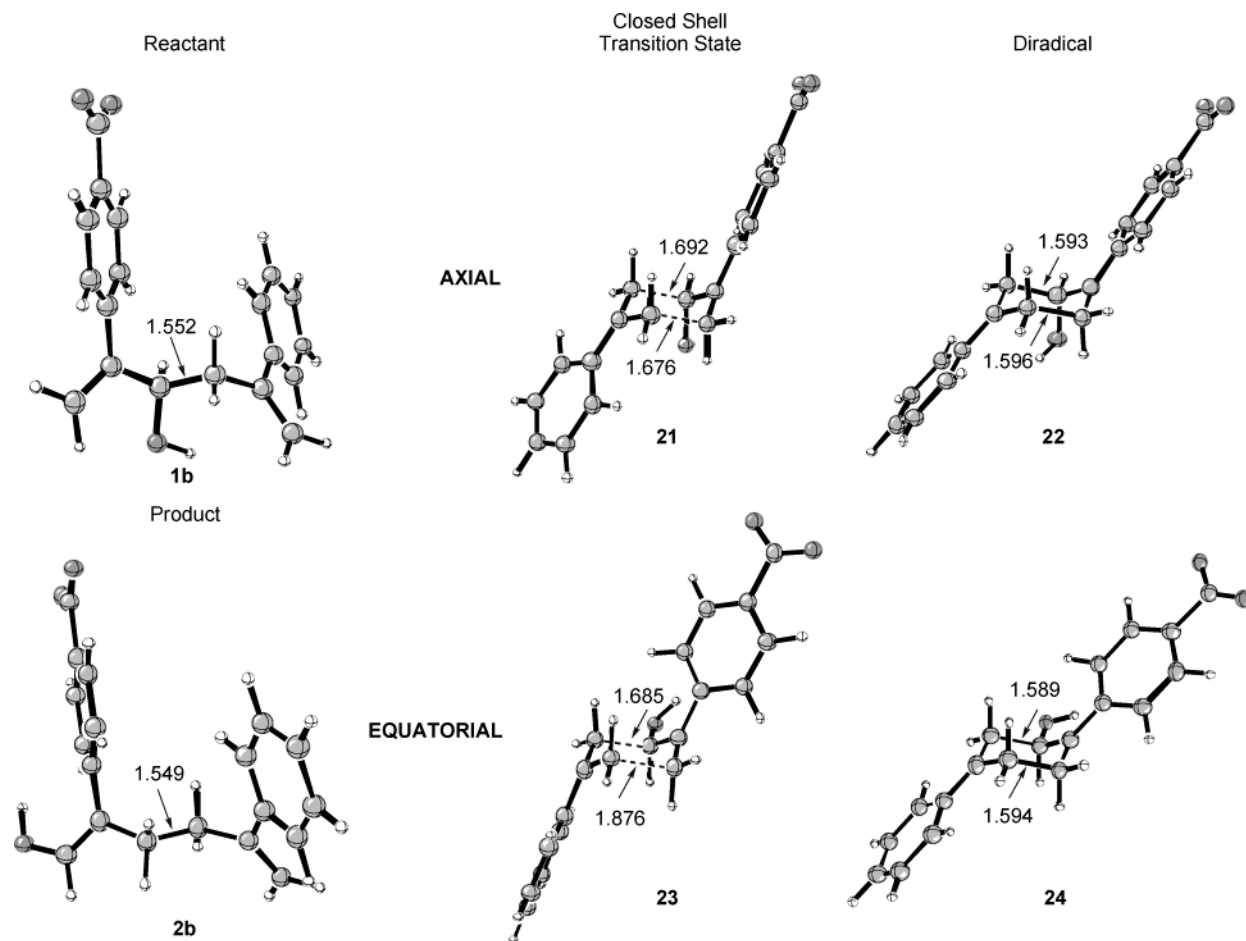 Reactant
Closed Shell
Transition State
Diradical
1.552
1b
AXIAL
1.692
1.676
21
1.593
1.596
22
Product
1.549
2b
EQUATORIAL
1.685
1.876
23
1.589
1.594
24